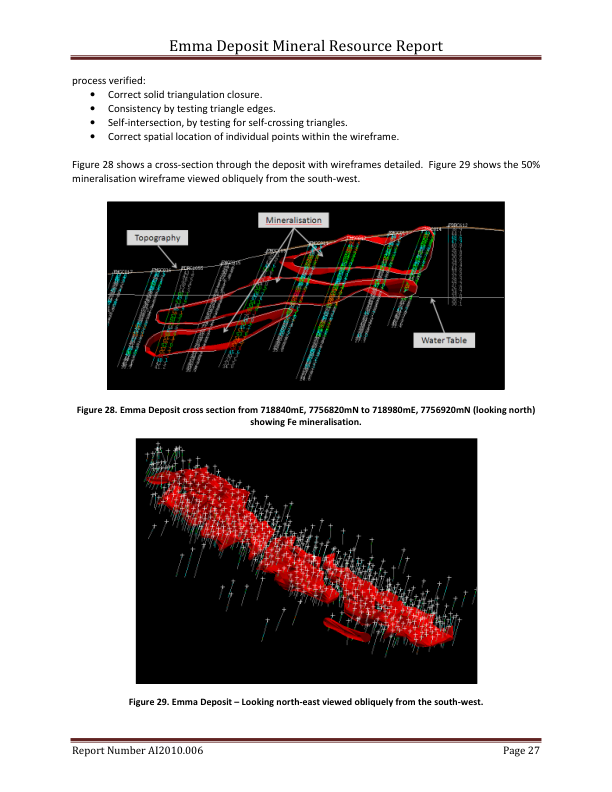 Emma Deposit Mineral Resource Report
process verified:
• Correct solid triangulation closure.
• Consistency by testing triangle edges.
• Self-intersection, by testing for self-crossing triangles.
• Correct spatial location of individual points within the wireframe.
Figure 28 shows a cross-section through the deposit with wireframes detailed. Figure 29 shows the 50%
mineralisation wireframe viewed obliquely from the south-west.
Mineralisation
Topography
Water Table
Figure 28. Emma Deposit cross section from 718840mE, 7756820mN to 718980mE, 7756920mN (looking north)
showing Fe mineralisation.
Figure 29. Emma Deposit – Looking north-east viewed obliquely from the south-west.
Report Number AI2010.006 Page 27